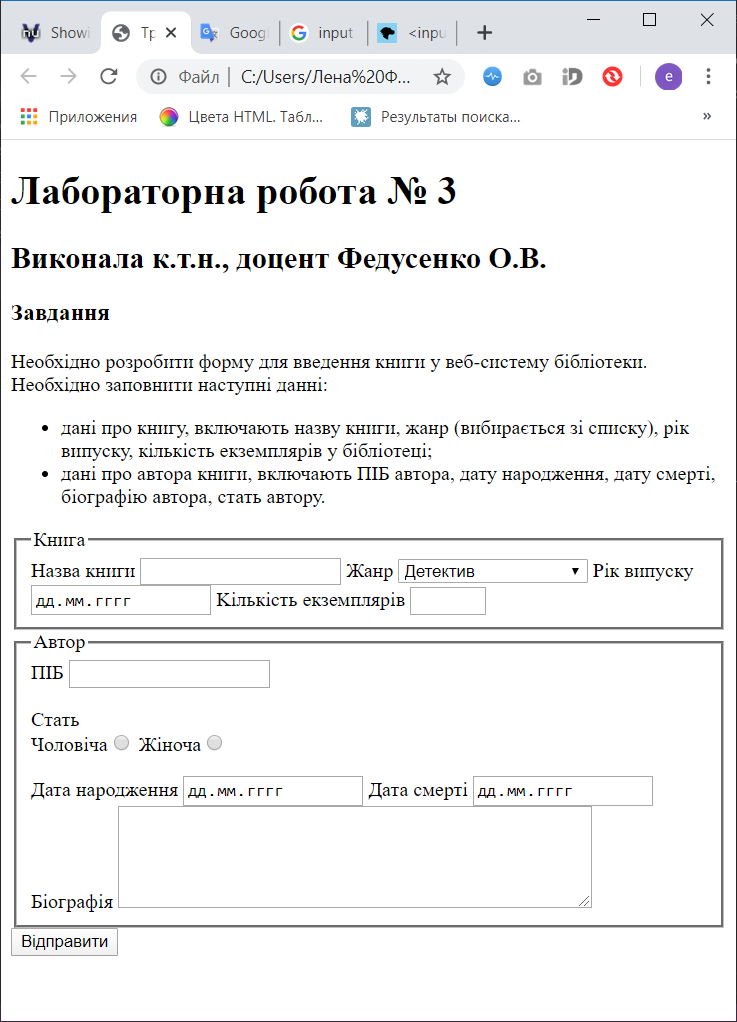 Showi
Тр
Googl
input
<inpu
Файл | C:/Users/Лена%20Ф...
e
Приложения
Цвета HTML. Табл...
Результаты поиска...
»
Лабораторна робота № 3
Виконала к.т.н., доцент Федусенко О.В.
Завдання
Необхідно розробити форму для введення книги у веб-систему бібліотеки.
Необхідно заповнити наступні данні:
дані про книгу, включають назву книги, жанр (вибирається зі списку), рік
випуску, кількість екземплярів у бібліотеці;
дані про автора книги, включають ПІБ автора, дату народження, дату смерті,
біографію автора, стать автору.
Книга
Назва книги Жанр Детектив Рік випуску
дд.мм.гггг Кількість екземплярів
Автор
ПІБ
Стать
Чоловіча Жіноча
Дата народження дд.мм.гггг Дата смерті дд.мм.гггг
Біографія
Відправити